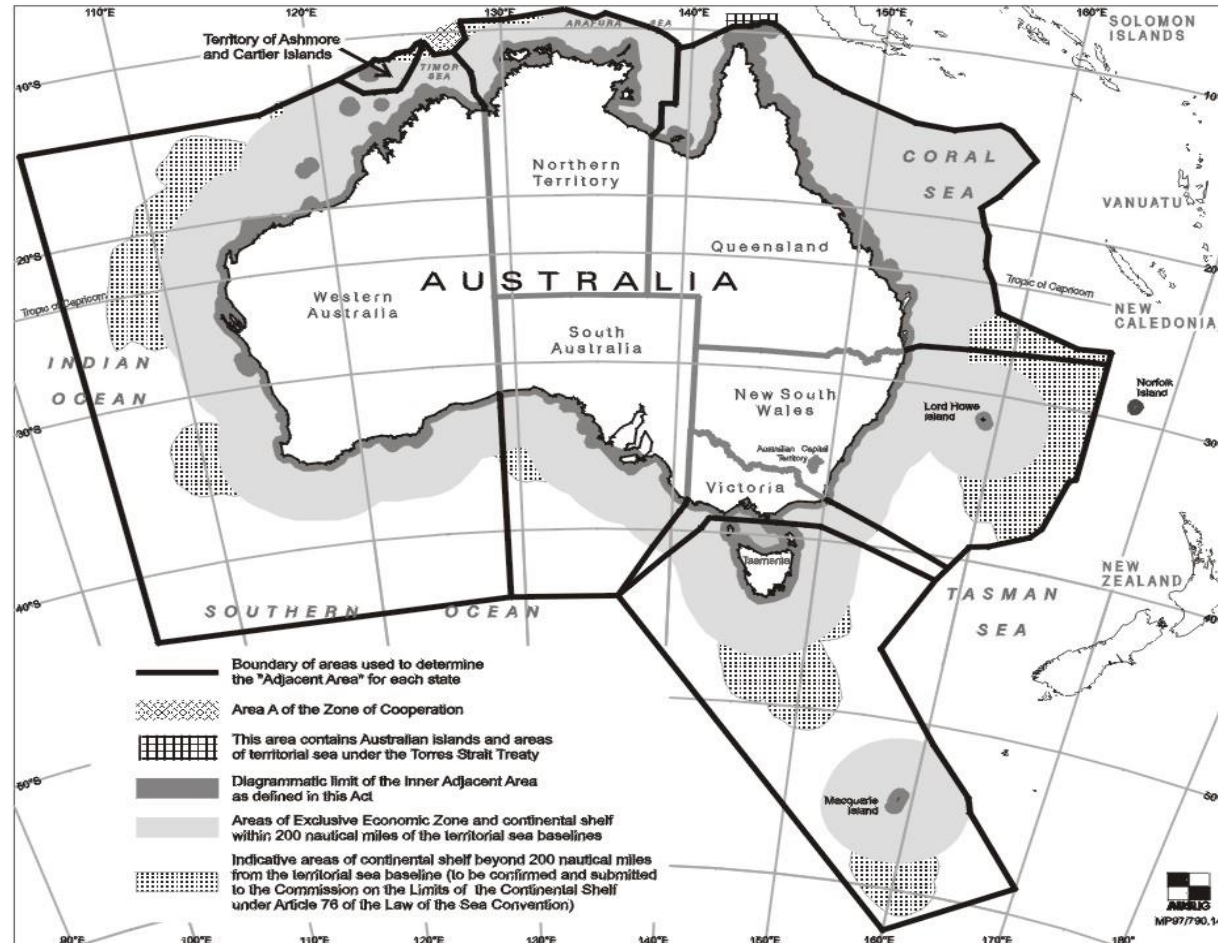 120°E
130°E
ARAFURA SEA
140°E
150°E
160°E
SOLOMON
ISLANDS
Territory of Ashmore
and Cartier Islands
TIMOR
SEA
10°S
Northern
Territory
CORAL
SEA
VANUATU
Queensland
20°S
AUSTRALIA
Tropic of Capricorn
Tropic of Capricorn
Western
Australia
NEW
CALEDONIA
South
Australia
INDIAN
OCEAN
New South
Wales
Lord Howe
Island
Norfolk
Island
30°S
Australian Capital
Territory
Victoria
Tasmania
NEW
ZEALAND
TASMAN
SEA
40°S
SOUTHERN OCEAN
Boundary of areas used to determine
the "Adjacent Area" for each state
Area A of the Zone of Cooperation
This area contains Australian islands and areas
of territorial sea under the Torres Strait Treaty
50°S
Diagrammatic limit of the Inner Adjacent Area
as defined in this Act
Macquarie
Island
Areas of Exclusive Economic Zone and continental shelf
within 200 nautical miles of the territorial sea baselines
Indicative areas of continental shelf beyond 200 nautical miles
from the territorial sea baseline (to be confirmed and submitted
to the Commission on the Limits of the Continental Shelf
under Article 76 of the Law of the Sea Convention)
AUSLIG
MP97/790.14
90°E
100°E
110°E
120°E
130°E
140°E
150°E
160°E
170°E
180°